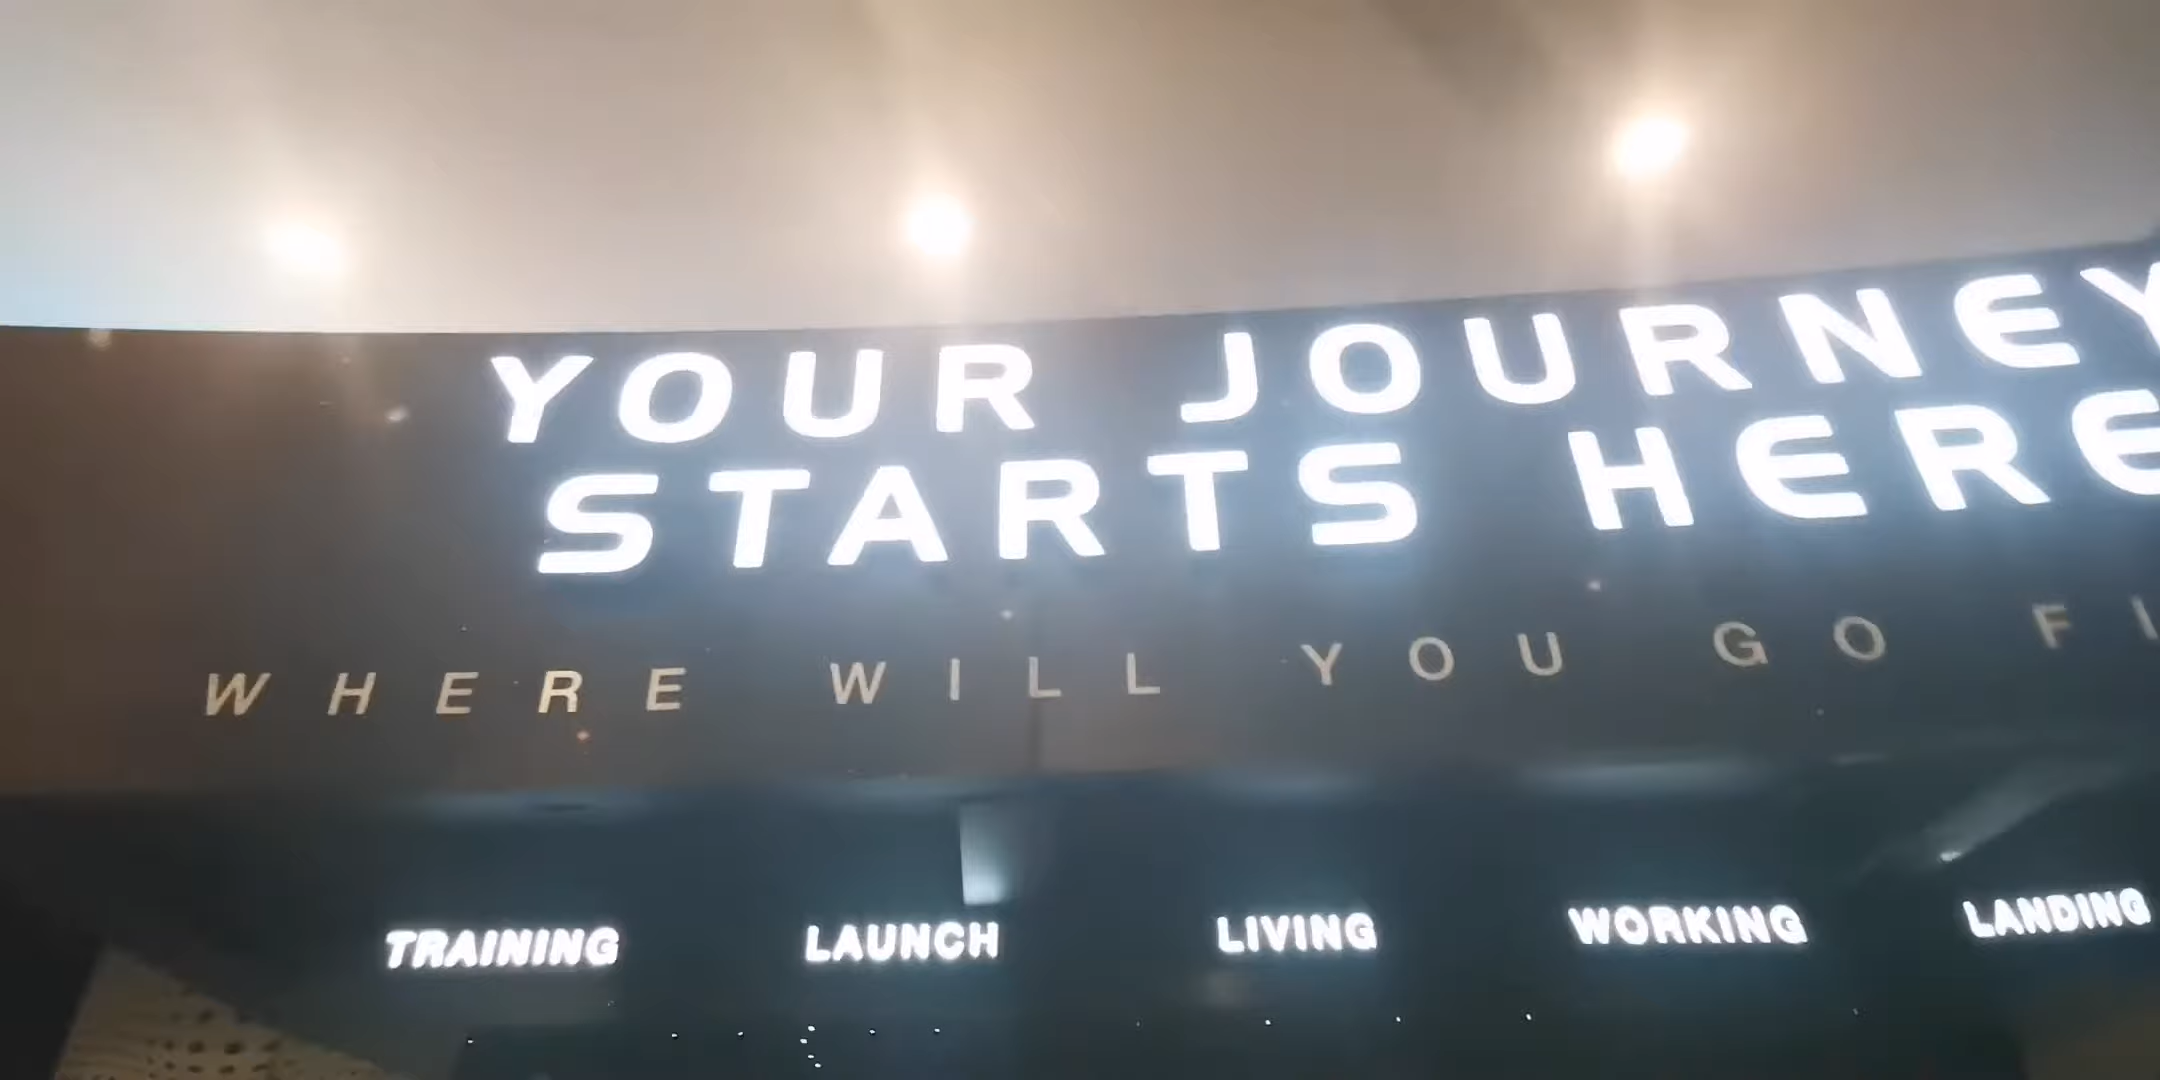 YOUR JOURNEY
STARTS HERE
WHERE WILL YOU GO
TRAINING
LAUNCH
LIVING
WORKING
LANDING